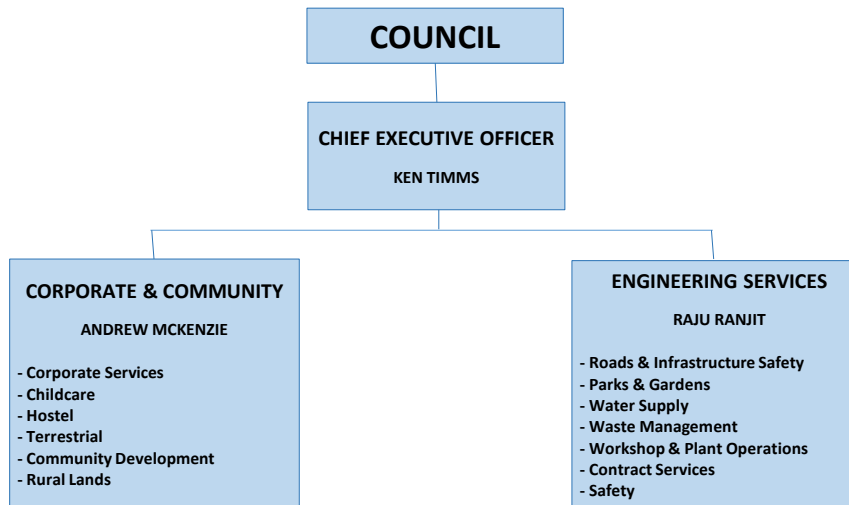 COUNCIL
CHIEF EXECUTIVE OFFICER
KEN TIMMS
CORPORATE & COMMUNITY
ANDREW MCKENZIE
- Corporate Services
- Childcare
- Hostel
- Terrestrial
- Community Development
- Rural Lands
ENGINEERING SERVICES
RAJU RANJIT
- Roads & Infrastructure Safety
- Parks & Gardens
- Water Supply
- Waste Management
- Workshop & Plant Operations
- Contract Services
- Safety